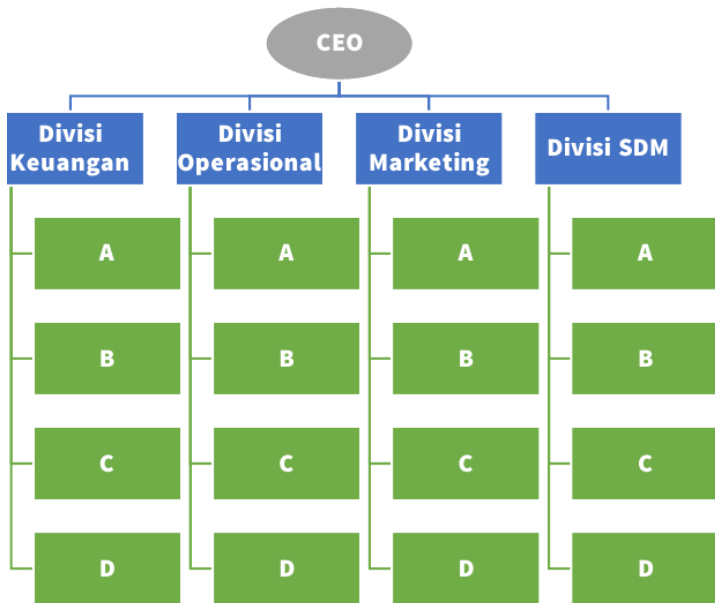 CEO
Divisi
Keuangan
Divisi
Operasional
Divisi
Marketing
Divisi SDM
A
A
A
A
B
B
B
B
C
C
C
C
D
D
D
D